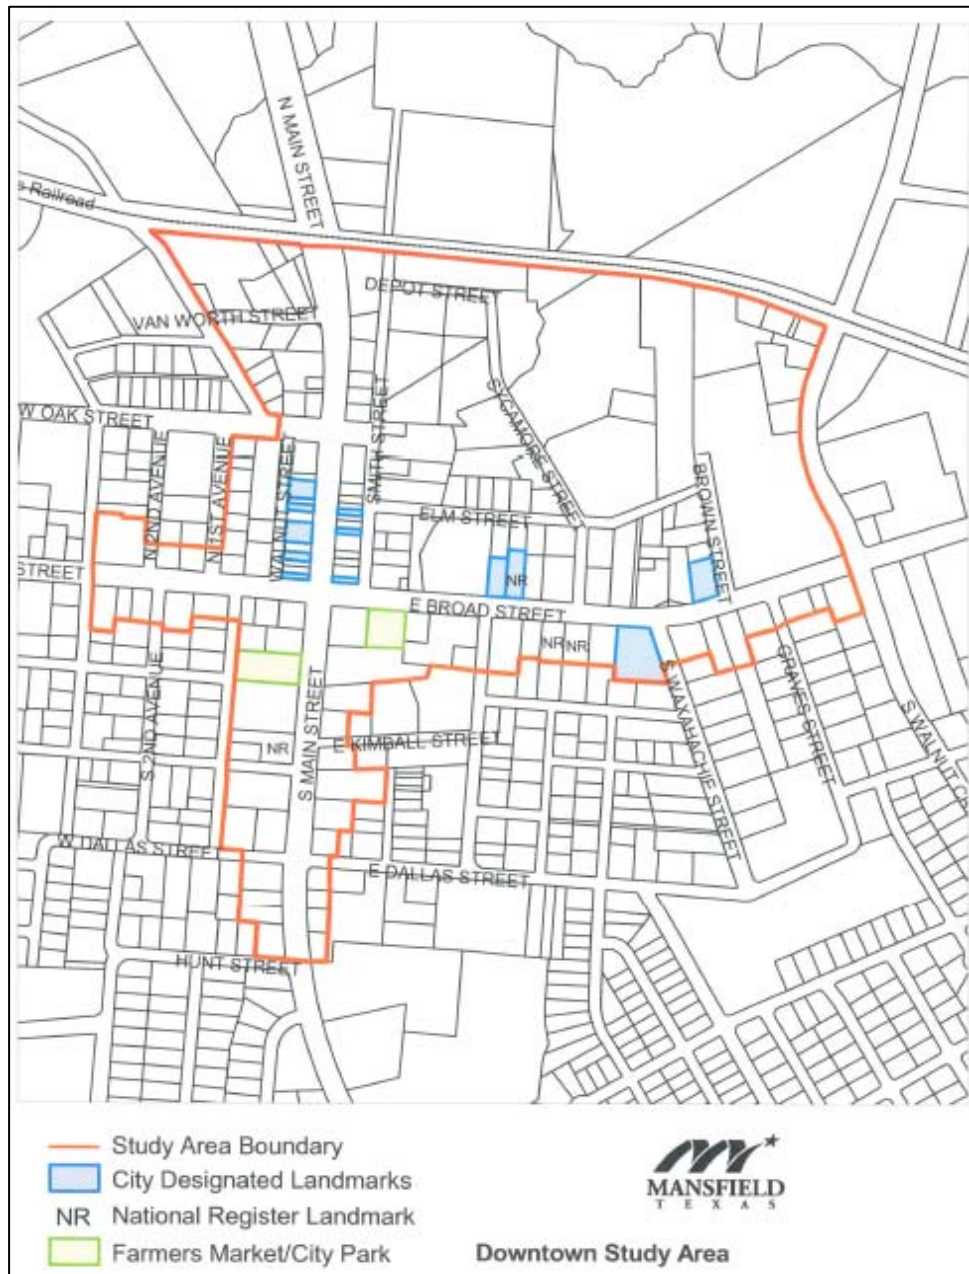 N MAIN STREET
e Railroad
DEPOT STREET
VAN WORTH STREET
SYCAMORE STREET
SMITH STREET
W OAK STREET
N 2ND AVENUE
N 1ST AVENUE
WALNUT STREET
BROWN STREET
ELM STREET
STREET
NR
E BROAD STREET
NR NR
GRAVES STREET
S 2ND AVENUE
S MAIN STREET
NR
E KIMBALL STREET
S WAXAHACHIE STREET
S WALNUT CR
W DALLAS STREET
E DALLAS STREET
HUNT STREET
Study Area Boundary
City Designated Landmarks
NR National Register Landmark
Farmers Market/City Park
MANSFIELD
TEXAS
Downtown Study Area